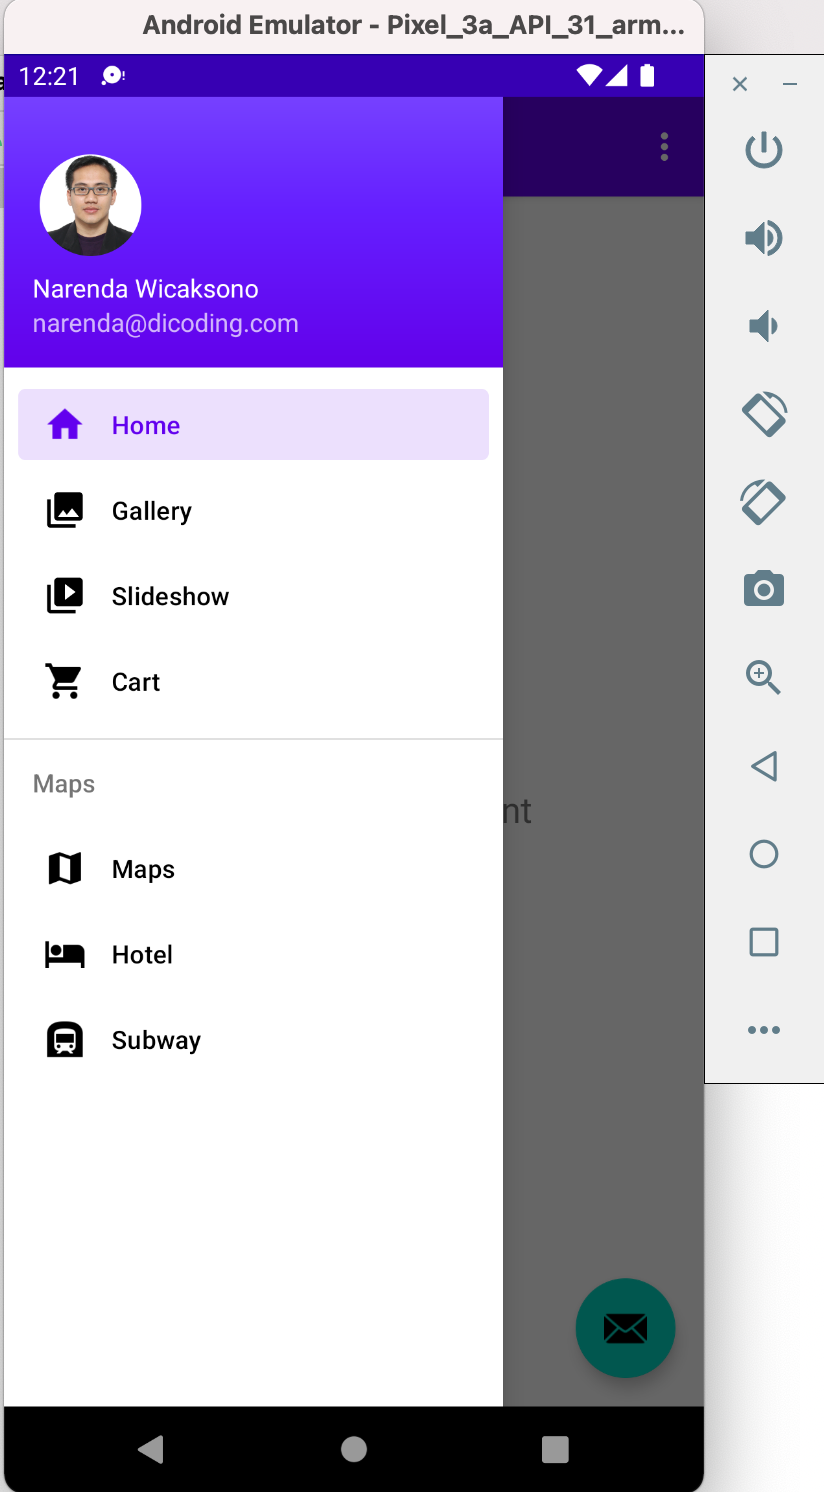 Android Emulator - Pixel_3a_API_31_arm...
12:21
Narenda Wicaksono
narenda@dicoding.com
Home
Gallery
Slideshow
Cart
Maps
Maps
nt
Hotel
Subway